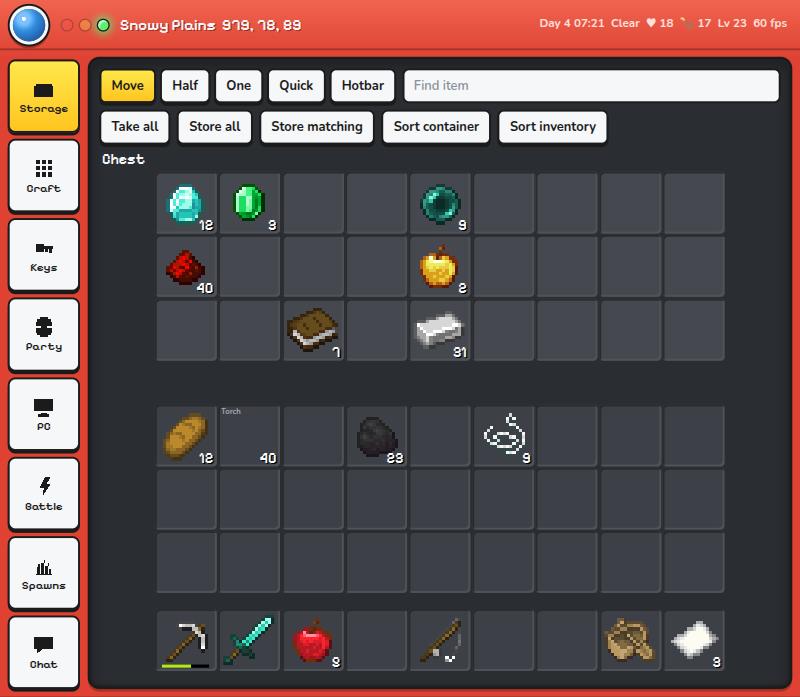 Snowy Plains 979, 78, 89
Day 4 07:21 Clear ♥ 18 🍗 17 Lv 23 60 fps
Storage
Craft
Keys
Party
PC
Battle
Spawns
Chat
Move Half One Quick Hotbar Find item
Take all Store all Store matching Sort container Sort inventory
Chest
12 3 9
40 2
7 31
12 Torch 40 23 9
9 3